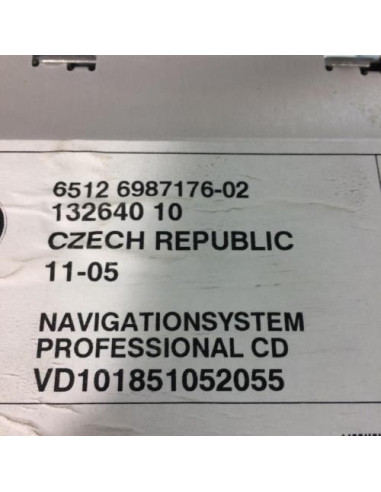 6512 6987176-02
132640 10
CZECH REPUBLIC
11-05
NAVIGATIONSYSTEM
PROFESSIONAL CD
VD101851052055